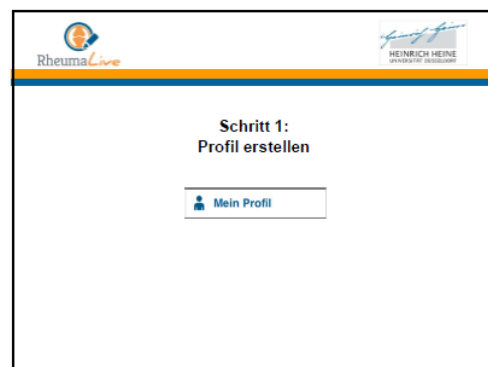 RheumaLive
HEINRICH HEINE
UNIVERSITÄT DÜSSELDORF
Schritt 1:
Profil erstellen
Mein Profil